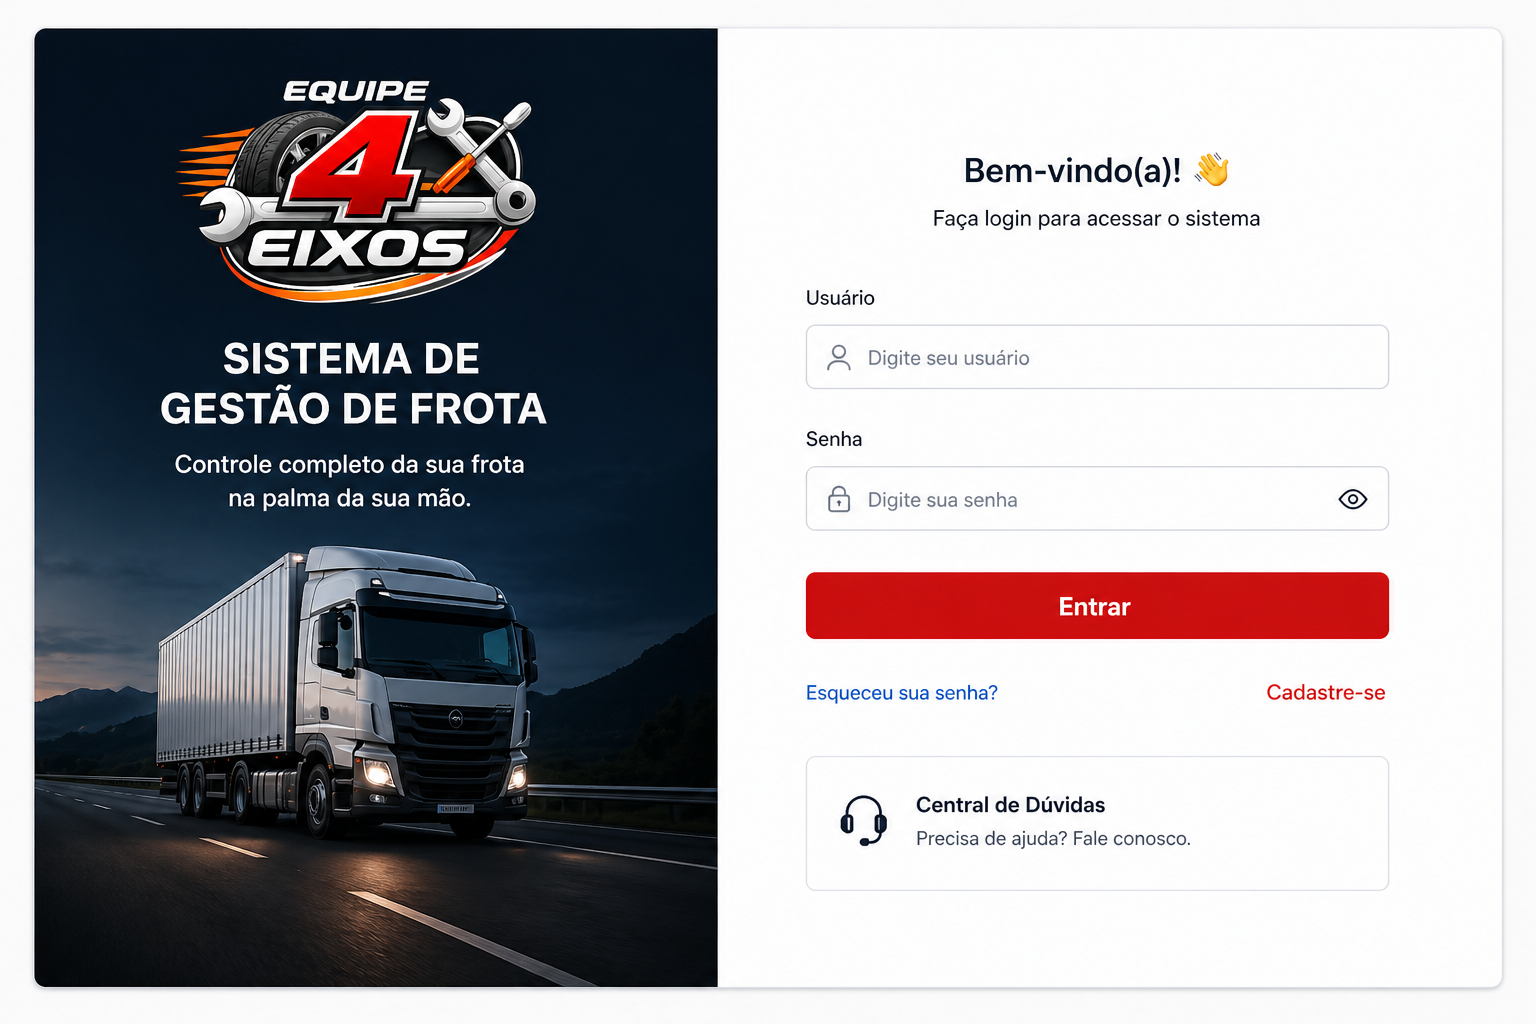 EQUIPE
4
EIXOS
SISTEMA DE
GESTÃO DE FROTA
Controle completo da sua frota
na palma da sua mão.
Bem-vindo(a)! 👋
Faça login para acessar o sistema
Usuário
Digite seu usuário
Senha
Digite sua senha
Entrar
Esqueceu sua senha?
Cadastre-se
Central de Dúvidas
Precisa de ajuda? Fale conosco.